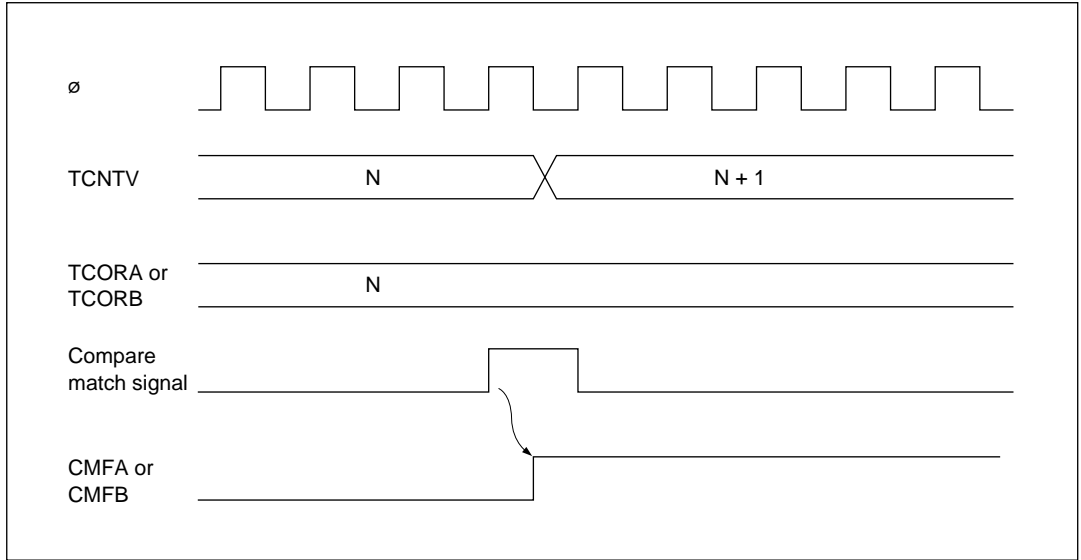 ø
TCNTV
N
N + 1
TCORA or
TCORB
N
Compare
match signal
CMFA or
CMFB